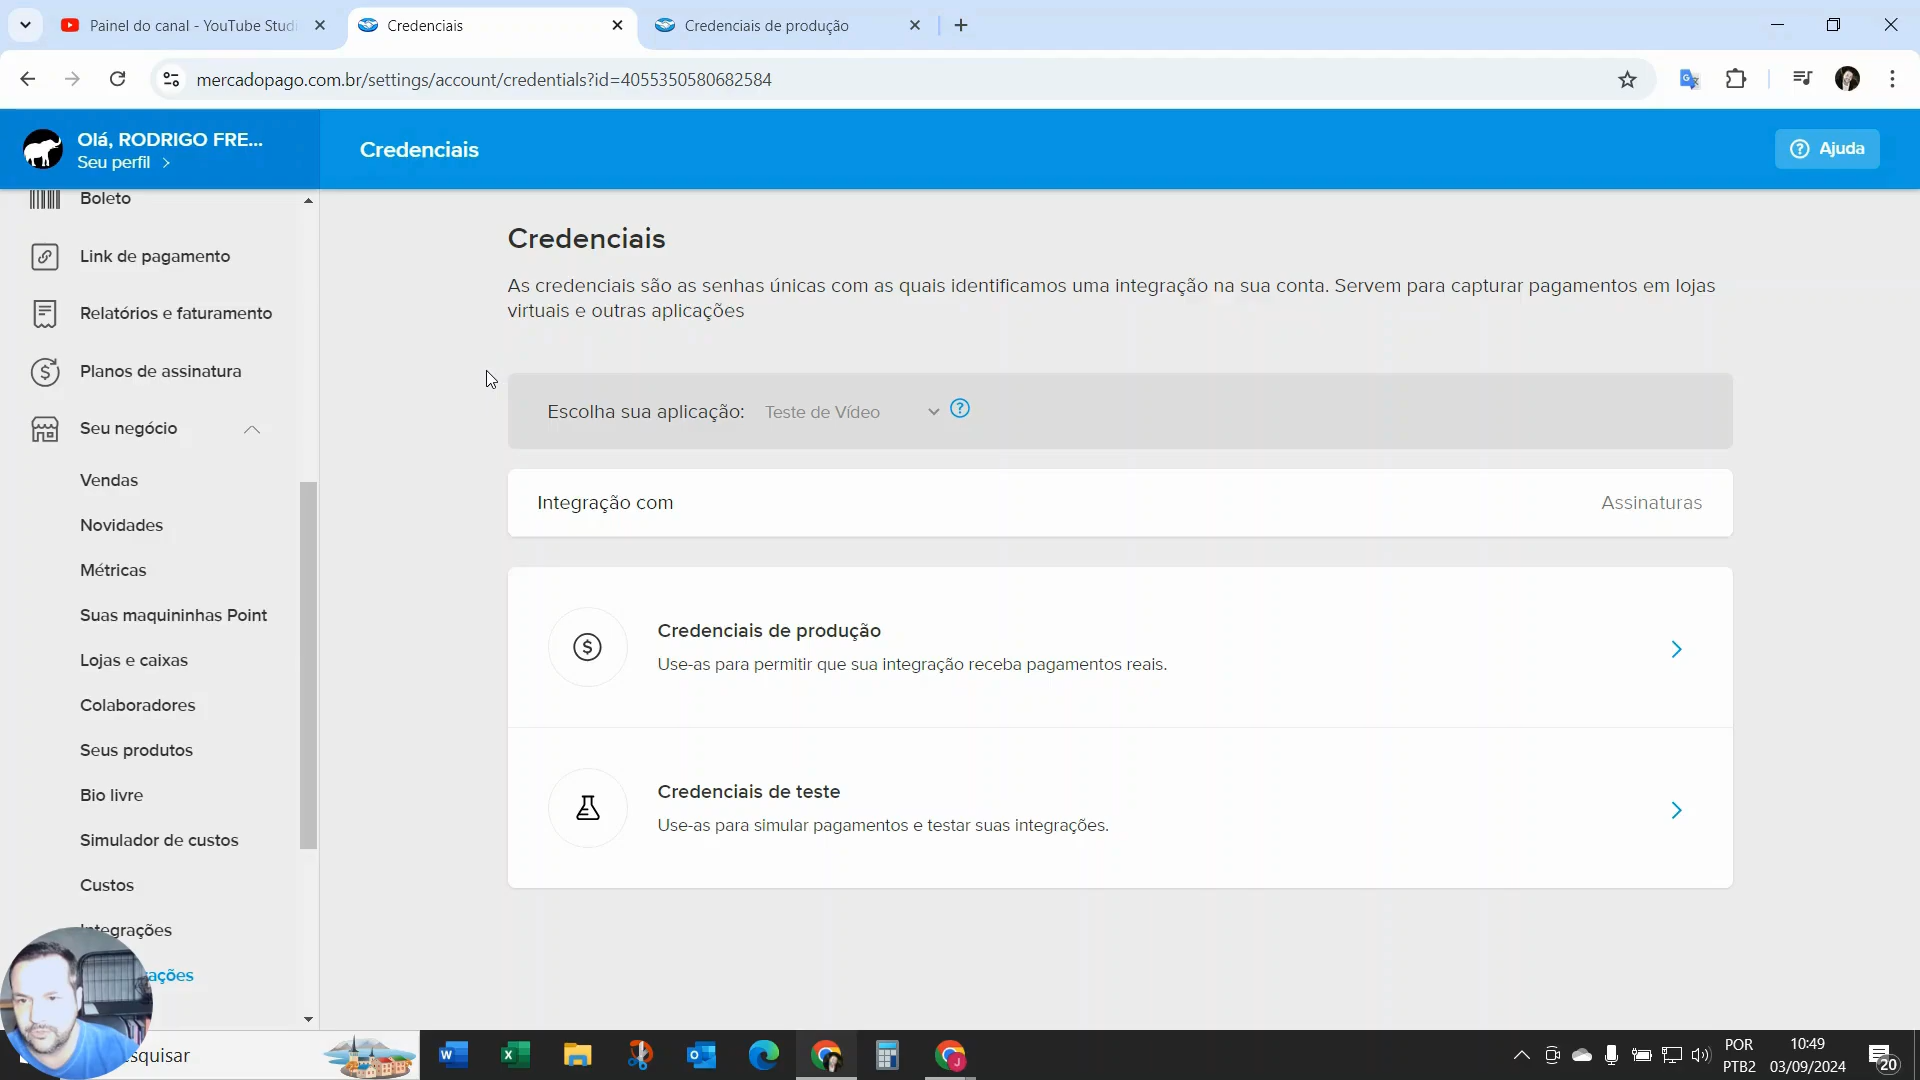 Painel do canal - YouTube Studi
Credenciais
Credenciais de produção
mercadopago.com.br/settings/account/credentials?id=4055350580682584
Olá, RODRIGO FRE...
Seu perfil
Credenciais
Ajuda
Boleto
Link de pagamento
Relatórios e faturamento
Planos de assinatura
Seu negócio
Vendas
Novidades
Métricas
Suas maquininhas Point
Lojas e caixas
Colaboradores
Seus produtos
Bio livre
Simulador de custos
Custos
Integrações
ações
Credenciais
As credenciais são as senhas únicas com as quais identificamos uma integração na sua conta. Servem para capturar pagamentos em lojas
virtuais e outras aplicações
Escolha sua aplicação: Teste de Vídeo
Integração com Assinaturas
Credenciais de produção
Use-as para permitir que sua integração receba pagamentos reais.
Credenciais de teste
Use-as para simular pagamentos e testar suas integrações.
squisar
POR
PTB2
10:49
03/09/2024
20